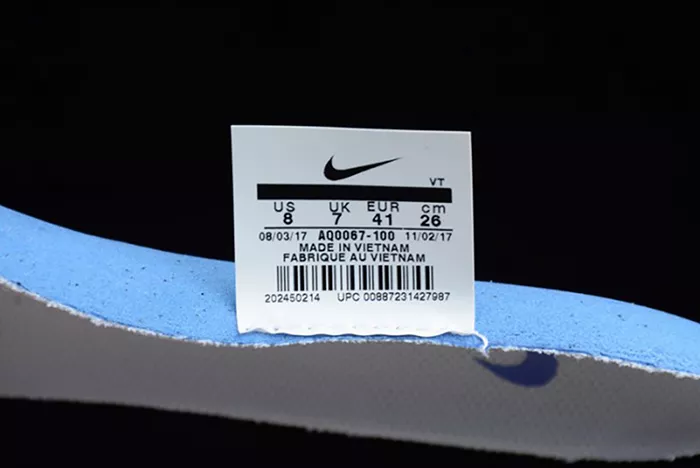 VT
US UK EUR cm
8 7 41 26
08/03/17 AQ0067-100 11/02/17
MADE IN VIETNAM
FABRIQUE AU VIETNAM
202450214 UPC 00887231427987